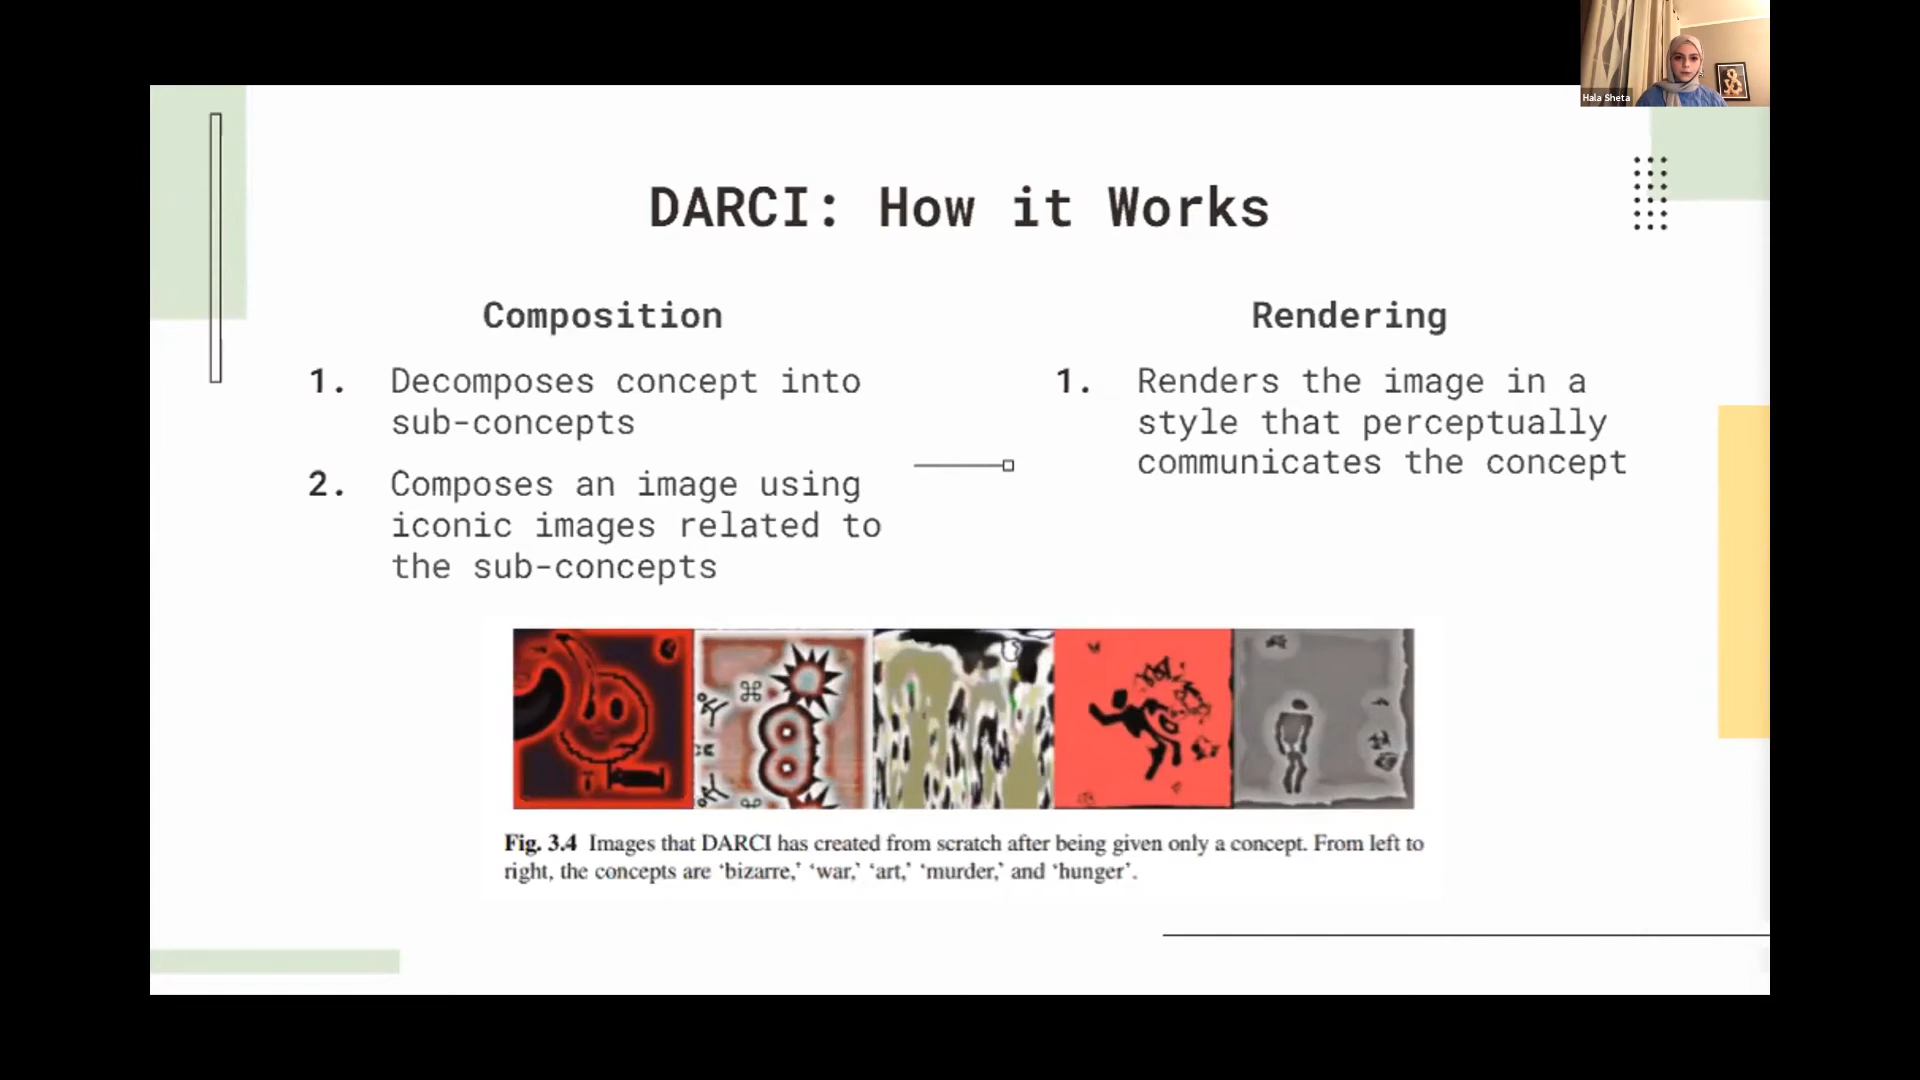 Hala Sheta
DARCI: How it Works
Composition
1. Decomposes concept into
sub-concepts
2. Composes an image using
iconic images related to
the sub-concepts
Rendering
1. Renders the image in a
style that perceptually
communicates the concept
Fig. 3.4 Images that DARCI has created from scratch after being given only a concept. From left to
right, the concepts are ‘bizarre,’ ‘war,’ ‘art,’ ‘murder,’ and ‘hunger’.